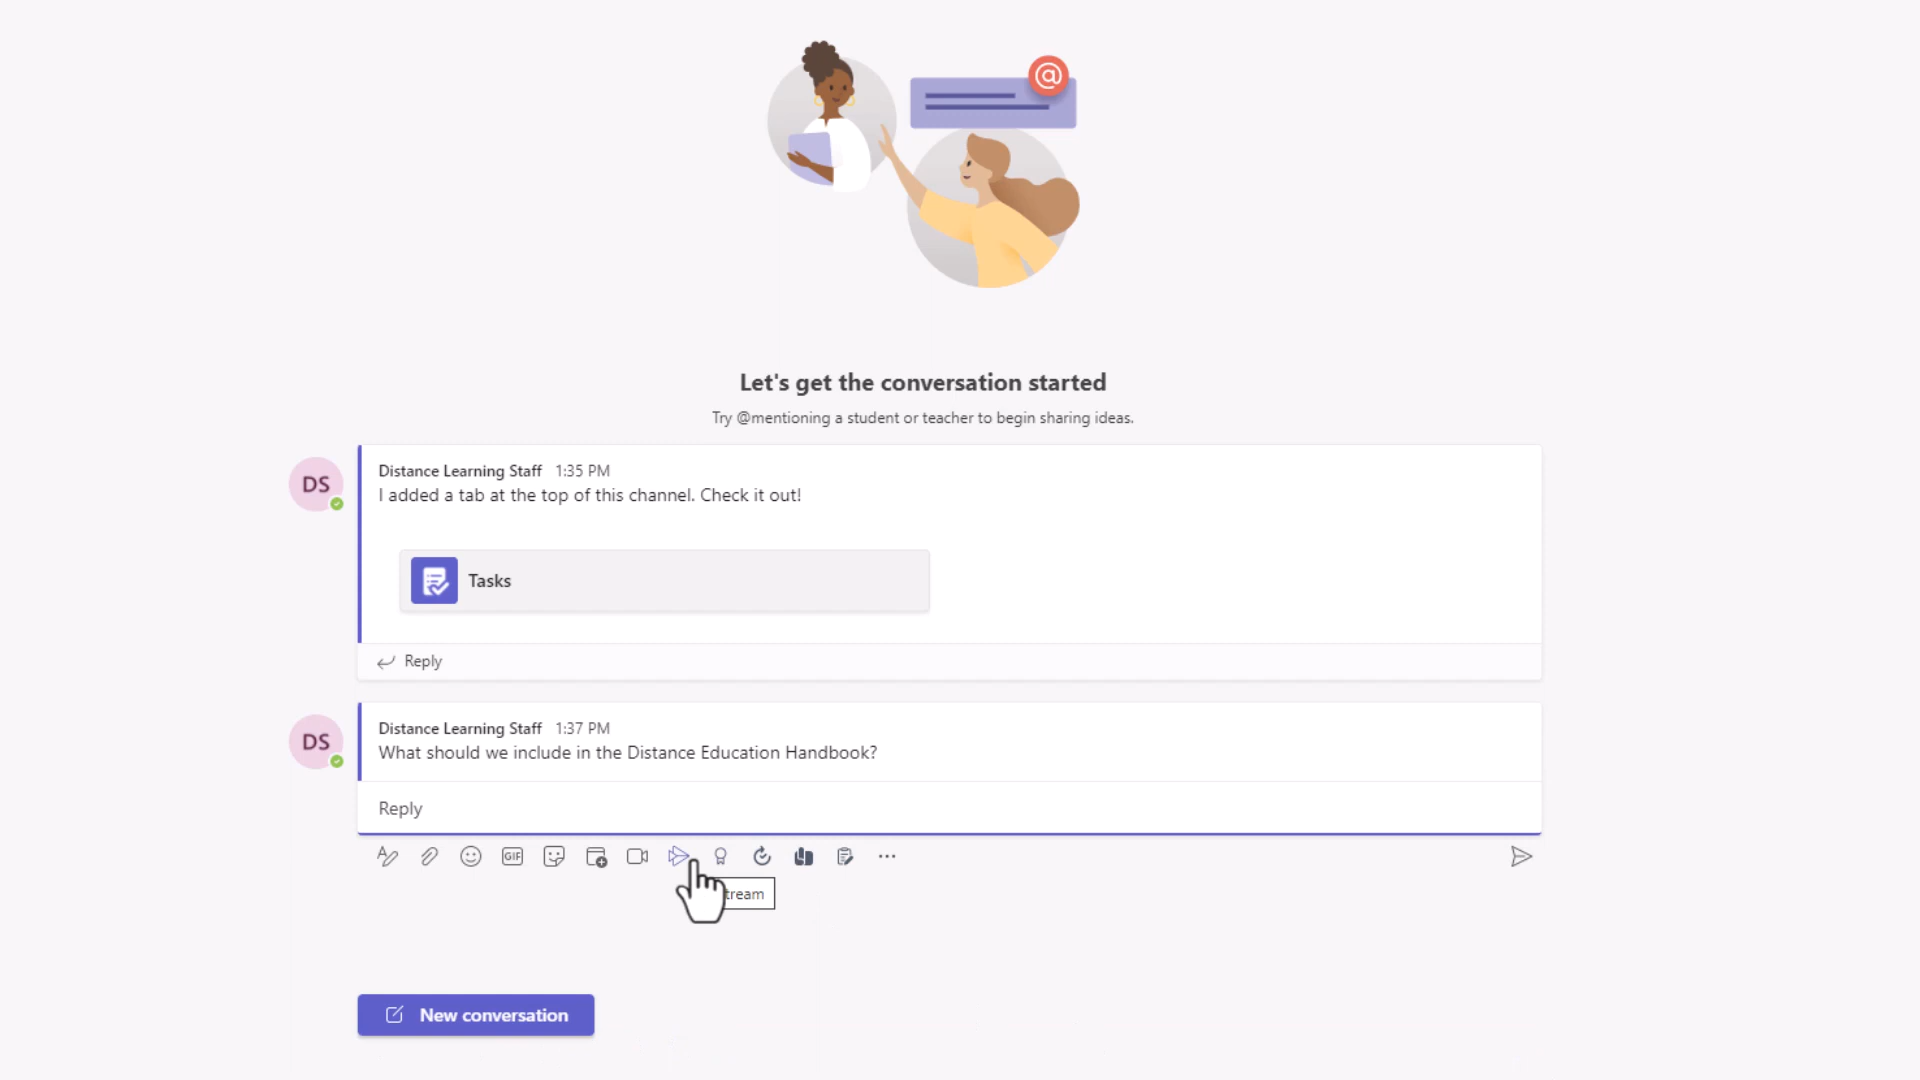 @
Let's get the conversation started
Try @mentioning a student or teacher to begin sharing ideas.
DS
Distance Learning Staff 1:35 PM
I added a tab at the top of this channel. Check it out!
Tasks
Reply
DS
Distance Learning Staff 1:37 PM
What should we include in the Distance Education Handbook?
Reply
GIF
tream
New conversation